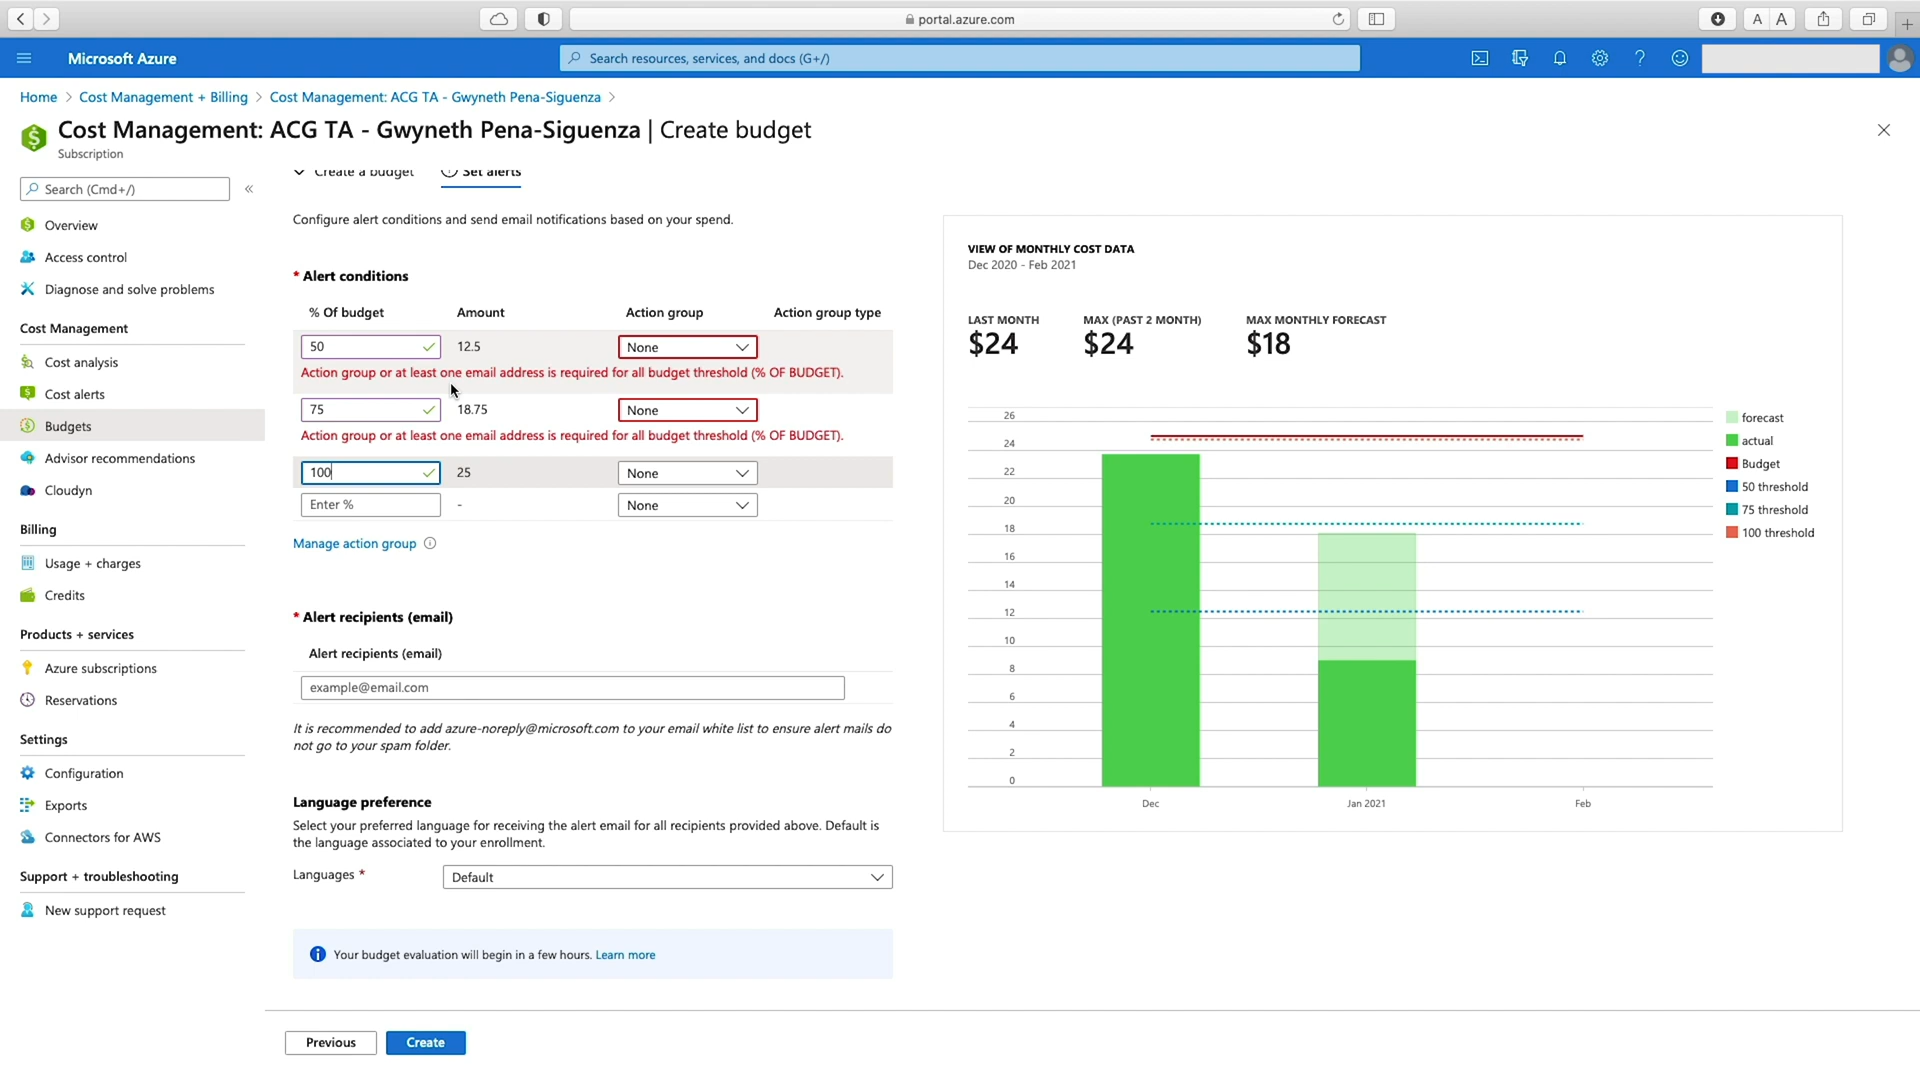 portal.azure.com
A A
Microsoft Azure
Search resources, services, and docs (G+/)
Home > Cost Management + Billing > Cost Management: ACG TA - Gwyneth Pena-Siguenza >
Cost Management: ACG TA - Gwyneth Pena-Siguenza | Create budget
Subscription
Search (Cmd+/)
«
Overview
Access control
Diagnose and solve problems
Cost Management
Cost analysis
Cost alerts
Budgets
Advisor recommendations
Cloudyn
Billing
Usage + charges
Credits
Products + services
Azure subscriptions
Reservations
Settings
Configuration
Exports
Connectors for AWS
Support + troubleshooting
New support request
Create a budget
Set alerts
Configure alert conditions and send email notifications based on your spend.
* Alert conditions
% Of budget Amount Action group Action group type
50 12.5 None
Action group or at least one email address is required for all budget threshold (% OF BUDGET).
75 18.75 None
Action group or at least one email address is required for all budget threshold (% OF BUDGET).
100 25 None
Enter % - None
Manage action group
* Alert recipients (email)
Alert recipients (email)
example@email.com
It is recommended to add azure-noreply@microsoft.com to your email white list to ensure alert mails do
not go to your spam folder.
Language preference
Select your preferred language for receiving the alert email for all recipients provided above. Default is
the language associated to your enrollment.
Languages * Default
Your budget evaluation will begin in a few hours. Learn more
Previous Create
VIEW OF MONTHLY COST DATA
Dec 2020 - Feb 2021
LAST MONTH MAX (PAST 2 MONTH) MAX MONTHLY FORECAST
$24 $24 $18
26
24
22
20
18
16
14
12
10
8
6
4
2
0
Dec Jan 2021 Feb
forecast
actual
Budget
50 threshold
75 threshold
100 threshold